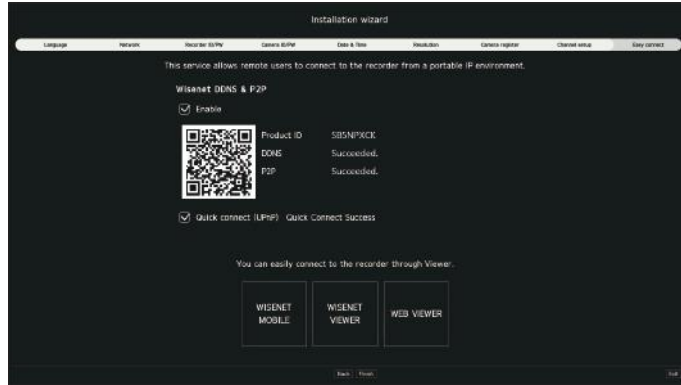 Installation wizard
Language Network Recorder ID/PW Camera ID/PW Date & Time Resolution Camera register Channel setup Easy connect
This service allows remote users to connect to the recorder from a portable IP environment.
Wisenet DDNS & P2P
Enable
Product ID
DDNS Succeeded.
P2P Succeeded.
Quick connect (UPnP) Quick Connect Success
You can easily connect to the recorder through Viewer.
WISENET MOBILE
WISENET VIEWER
WEB VIEWER
Back Finish
Exit